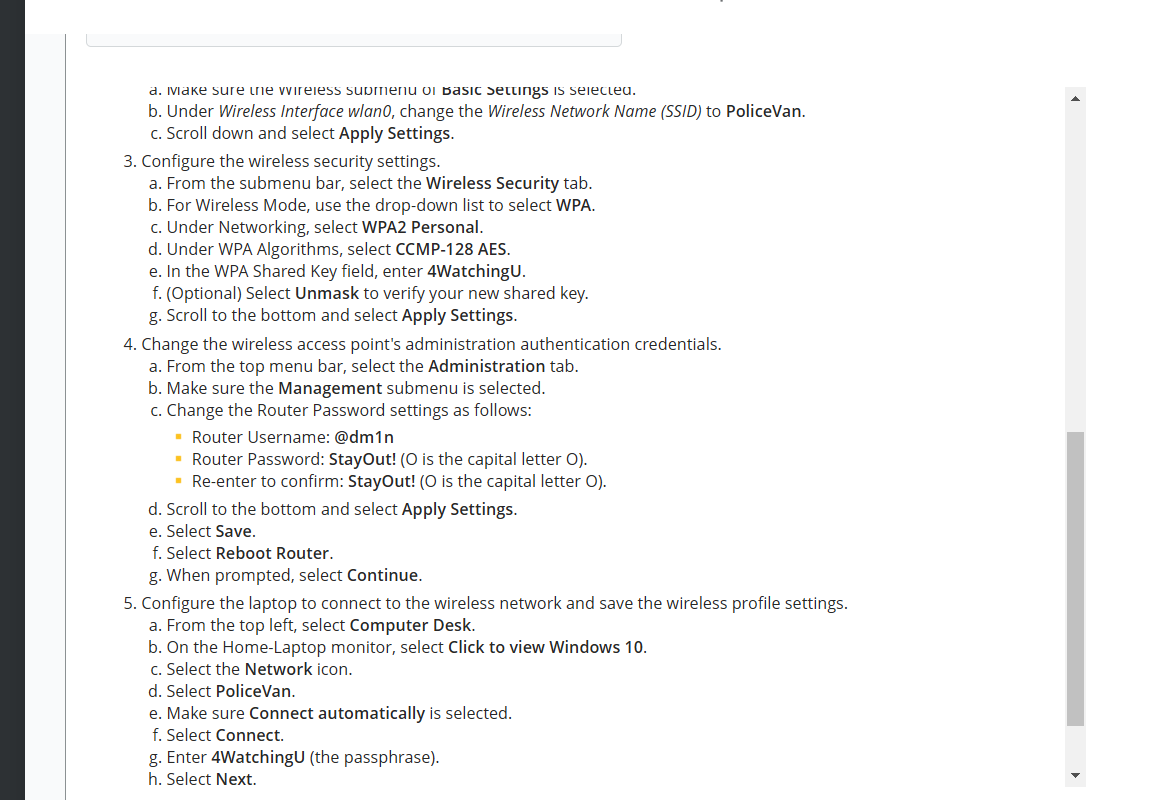 a. Make sure the Wireless submenu of Basic Settings is selected.
b. Under Wireless Interface wlan0, change the Wireless Network Name (SSID) to PoliceVan.
c. Scroll down and select Apply Settings.
3. Configure the wireless security settings.
a. From the submenu bar, select the Wireless Security tab.
b. For Wireless Mode, use the drop-down list to select WPA.
c. Under Networking, select WPA2 Personal.
d. Under WPA Algorithms, select CCMP-128 AES.
e. In the WPA Shared Key field, enter 4WatchingU.
f. (Optional) Select Unmask to verify your new shared key.
g. Scroll to the bottom and select Apply Settings.
4. Change the wireless access point's administration authentication credentials.
a. From the top menu bar, select the Administration tab.
b. Make sure the Management submenu is selected.
c. Change the Router Password settings as follows:
Router Username: @dm1n
Router Password: StayOut! (O is the capital letter O).
Re-enter to confirm: StayOut! (O is the capital letter O).
d. Scroll to the bottom and select Apply Settings.
e. Select Save.
f. Select Reboot Router.
g. When prompted, select Continue.
5. Configure the laptop to connect to the wireless network and save the wireless profile settings.
a. From the top left, select Computer Desk.
b. On the Home-Laptop monitor, select Click to view Windows 10.
c. Select the Network icon.
d. Select PoliceVan.
e. Make sure Connect automatically is selected.
f. Select Connect.
g. Enter 4WatchingU (the passphrase).
h. Select Next.